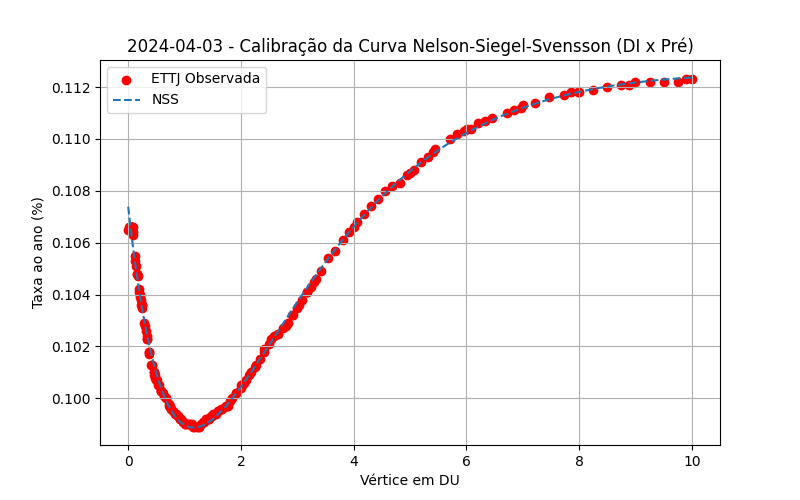 2024-04-03 - Calibração da Curva Nelson-Siegel-Svensson (DI x Pré)
ETTJ Observada
NSS
Taxa ao ano (%)
0.112
0.110
0.108
0.106
0.104
0.102
0.100
0 2 4 6 8 10
Vértice em DU